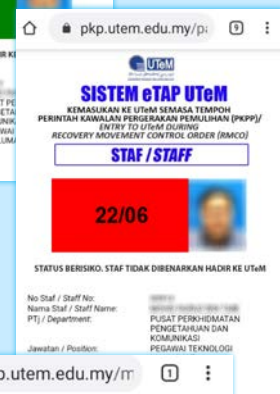 pkp.utem.edu.my/pa
9
UTeM
SISTEM eTAP UTeM
KEMASUKAN KE UTeM SEMASA TEMPOH
PERINTAH KAWALAN PERGERAKAN PEMULIHAN (PKPP)/
ENTRY TO UTeM DURING
RECOVERY MOVEMENT CONTROL ORDER (RMCO)
STAF / STAFF
22/06
STATUS BERISIKO. STAF TIDAK DIBENARKAN HADIR KE UTeM
No Staf / Staff No:
Nama Staf / Staff Name:
PTj / Department: PUSAT PERKHIDMATAN
PENGETAHUAN DAN
KOMUNIKASI
Jawatan / Position: PEGAWAI TEKNOLOGI
p.utem.edu.my/m
1